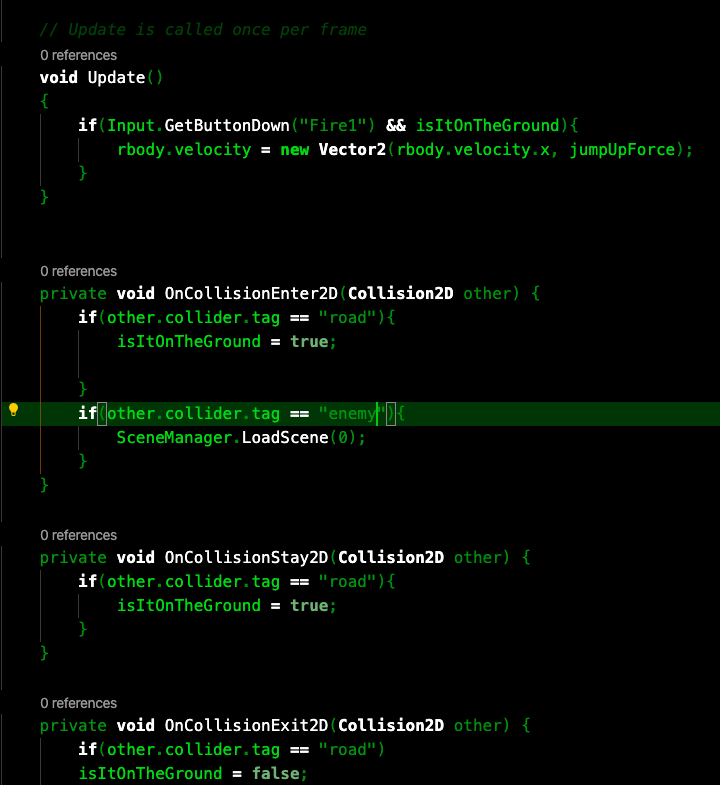 // Update is called once per frame
0 references
void Update()
{
if(Input.GetButtonDown("Fire1") && isItOnTheGround){
rbody.velocity = new Vector2(rbody.velocity.x, jumpUpForce);
}
}
0 references
private void OnCollisionEnter2D(Collision2D other) {
if(other.collider.tag == "road"){
isItOnTheGround = true;
}
if(other.collider.tag == "enemy"){
SceneManager.LoadScene(0);
}
}
0 references
private void OnCollisionStay2D(Collision2D other) {
if(other.collider.tag == "road"){
isItOnTheGround = true;
}
}
0 references
private void OnCollisionExit2D(Collision2D other) {
if(other.collider.tag == "road")
isItOnTheGround = false;